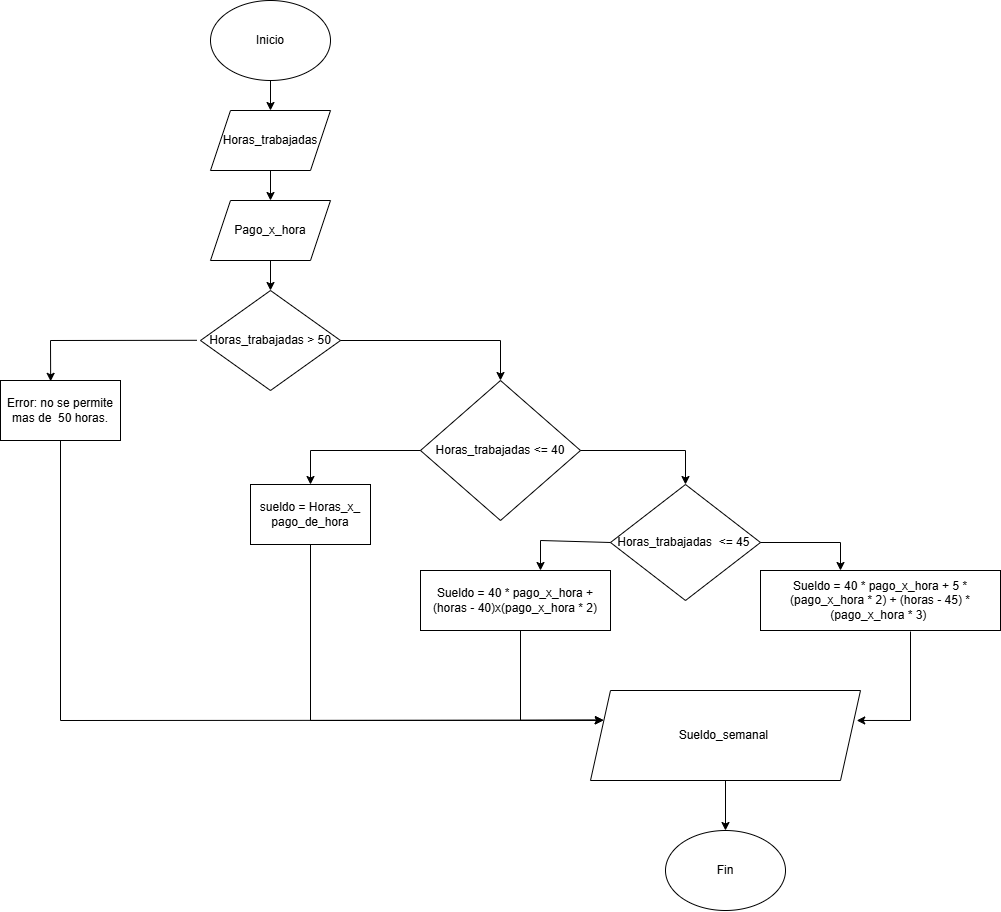 Inicio
Horas_trabajadas
Pago_x_hora
Horas_trabajadas > 50
Error: no se permite
mas de  50 horas.
Horas_trabajadas <= 40
sueldo = Horas_x_
pago_de_hora
Horas_trabajadas  <= 45
Sueldo = 40 * pago_x_hora +
(horas - 40)x(pago_x_hora * 2)
Sueldo = 40 * pago_x_hora + 5 *
(pago_x_hora * 2) + (horas - 45) *
(pago_x_hora * 3)
Sueldo_semanal
Fin